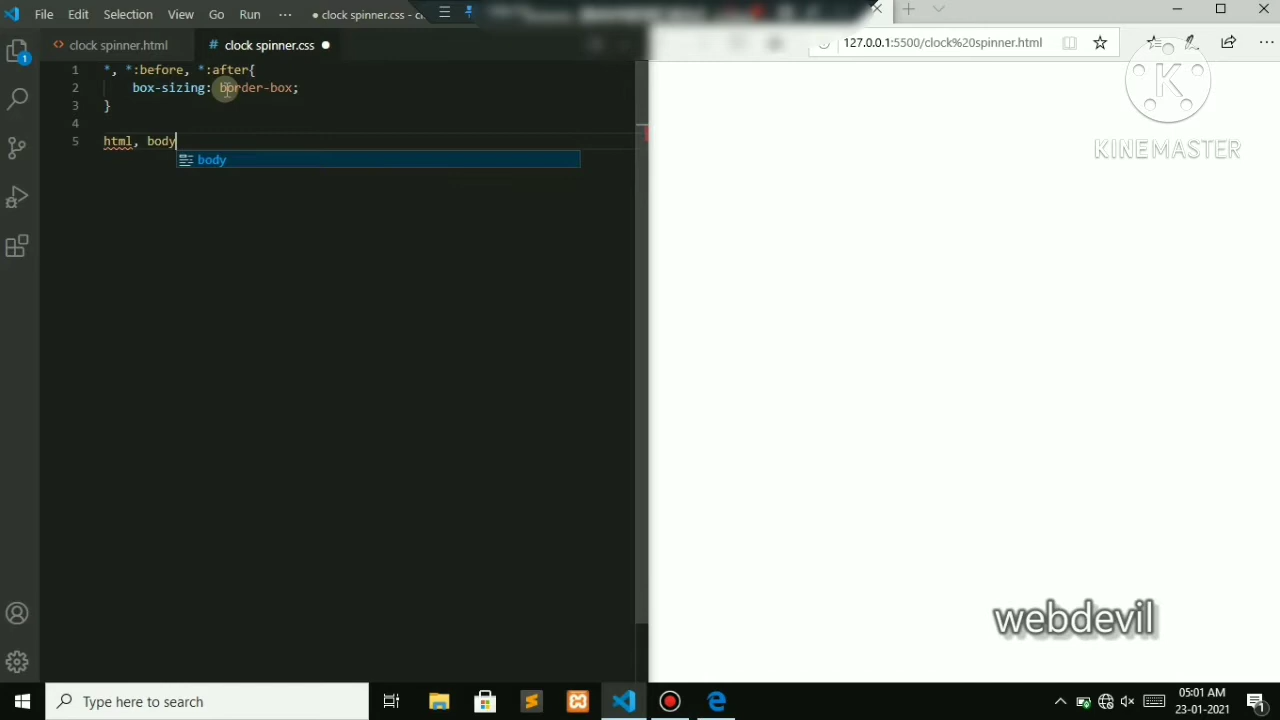 File Edit Selection View Go Run ··· ● clock spinner.css - c
clock spinner.html # clock spinner.css ●
127.0.0.1:5500/clock%20spinner.html
1 *, *:before, *:after{
2 box-sizing: border-box;
3 }
4
5 html, body
body
1
K
KINEMASTER
webdevil
Type here to search
05:01 AM
23-01-2021
1